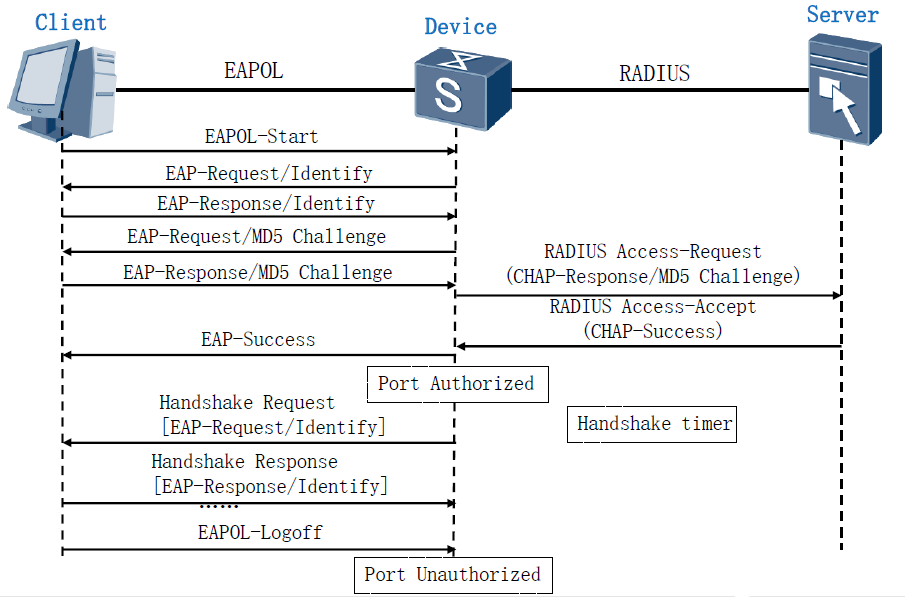 Client
Device
Server
EAPOL
RADIUS
EAPOL-Start
EAP-Request/Identify
EAP-Response/Identify
EAP-Request/MD5 Challenge
EAP-Response/MD5 Challenge
RADIUS Access-Request
(CHAP-Response/MD5 Challenge)
RADIUS Access-Accept
(CHAP-Success)
EAP-Success
Port Authorized
Handshake Request
[EAP-Request/Identify]
Handshake timer
Handshake Response
[EAP-Response/Identify]
......
EAPOL-Logoff
Port Unauthorized
S